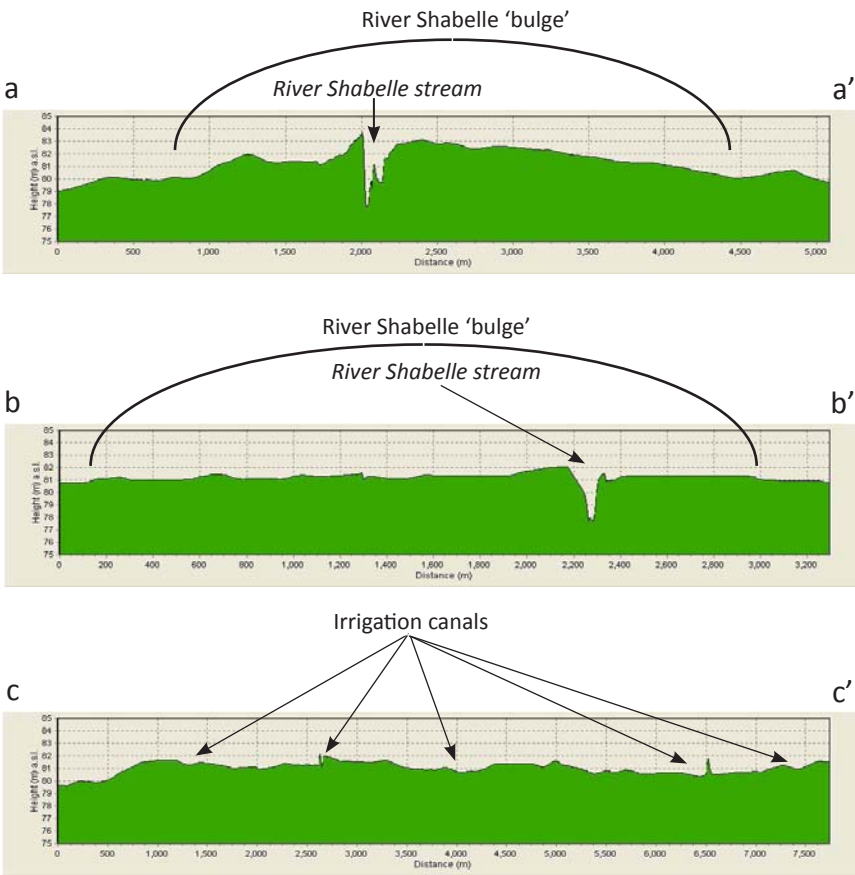 River Shabelle ‘bulge’
River Shabelle stream
a a’
85
84
83
82
81
80
79
78
77
76
75
Height (m) a.s.l.
0 500 1,000 1,500 2,000 2,500 3,000 3,500 4,000 4,500 5,000
Distance (m)
River Shabelle ‘bulge’
River Shabelle stream
b b’
85
84
83
82
81
80
79
78
77
76
75
Height (m) a.s.l.
0 200 400 600 800 1,000 1,200 1,400 1,600 1,800 2,000 2,200 2,400 2,600 2,800 3,000 3,200
Distance (m)
Irrigation canals
c c’
85
84
83
82
81
80
79
78
77
76
75
Height (m) a.s.l.
0 500 1,000 1,500 2,000 2,500 3,000 3,500 4,000 4,500 5,000 5,500 6,000 6,500 7,000 7,500
Distance (m)